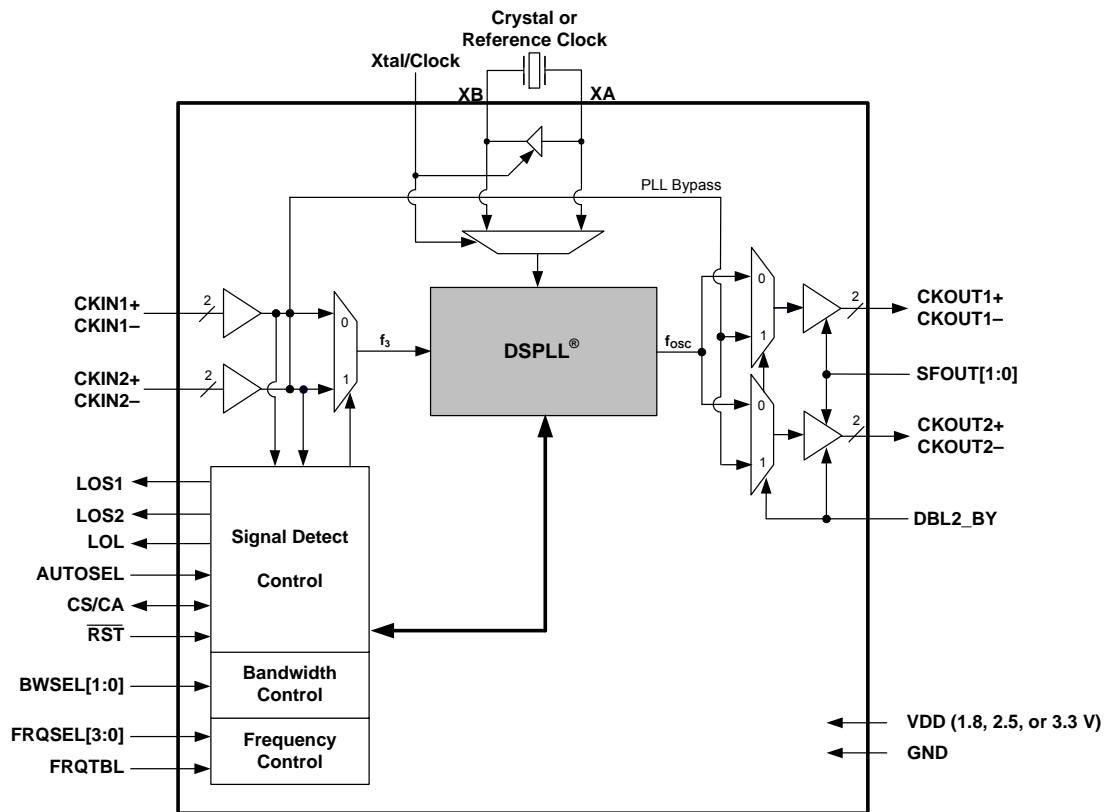 Crystal or
Reference Clock
Xtal/Clock
XB
XA
PLL Bypass
CKIN1+
CKIN1–
2
0
f3
DSPLL®
fOSC
0
1
2
CKOUT1+
CKOUT1–
SFOUT[1:0]
CKIN2+
CKIN2–
2
1
0
1
2
CKOUT2+
CKOUT2–
DBL2_BY
LOS1
LOS2
LOL
AUTOSEL
CS/CA
RST
Signal Detect
Control
BWSEL[1:0]
Bandwidth
Control
FRQSEL[3:0]
FRQTBL
Frequency
Control
VDD (1.8, 2.5, or 3.3 V)
GND